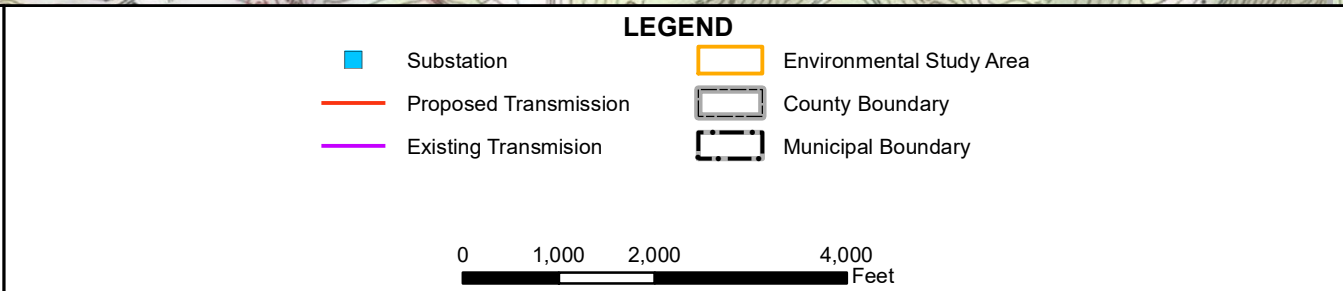 LEGEND
Substation
Proposed Transmission
Existing Transmision
Environmental Study Area
County Boundary
Municipal Boundary
0 1,000 2,000 4,000
Feet